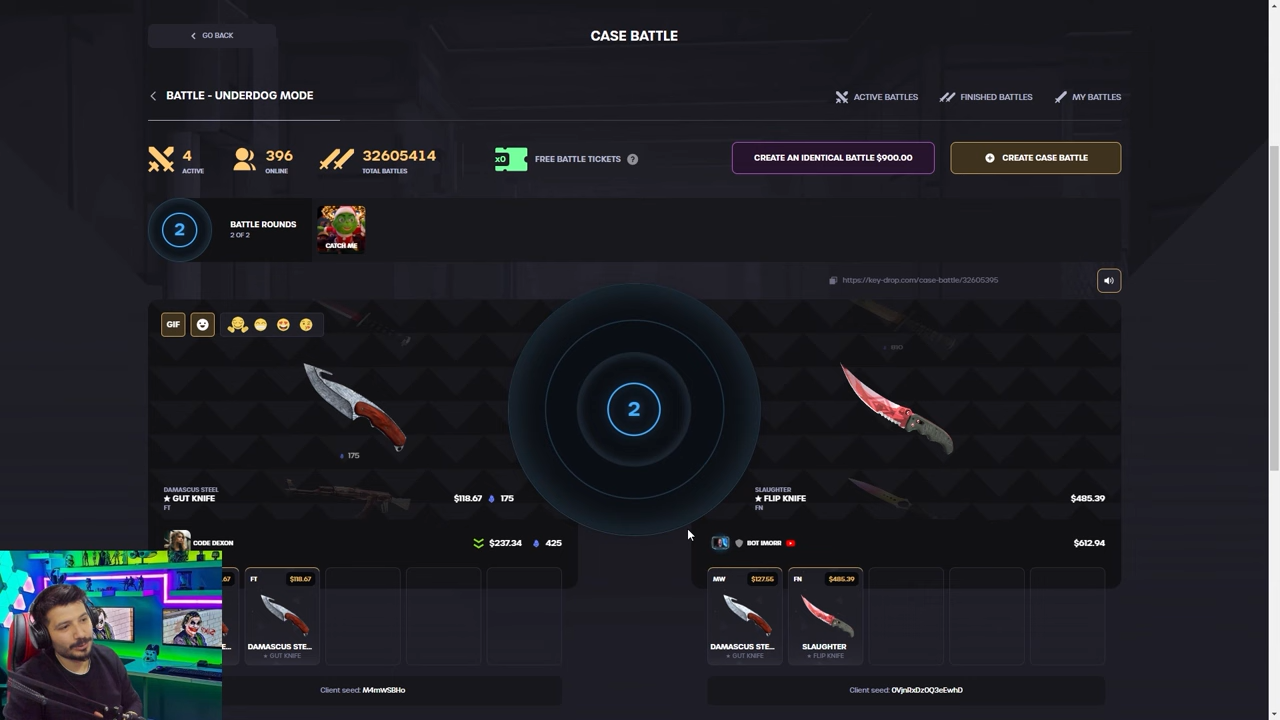 GO BACK
CASE BATTLE
BATTLE - UNDERDOG MODE
ACTIVE BATTLES
FINISHED BATTLES
MY BATTLES
4
ACTIVE
396
ONLINE
32605414
TOTAL BATTLES
x0
FREE BATTLE TICKETS ?
CREATE AN IDENTICAL BATTLE $900.00
CREATE CASE BATTLE
2
BATTLE ROUNDS
2 OF 2
CATCH ME
https://key-drop.com/case-battle/32605395
GIF
2
175
DAMASCUS STEEL
★ GUT KNIFE
FT
$118.67 175
SLAUGHTER
★ FLIP KNIFE
FN
$485.39
CODE DEXON
$237.34 425
BOT IMORR
$612.94
FT $118.67
DAMASCUS STE...
★ GUT KNIFE
MW $127.55
DAMASCUS STE...
★ GUT KNIFE
FN $485.39
SLAUGHTER
★ FLIP KNIFE
Client seed: M4mWSBHo
Client seed: 0VjnRxDz0Q3eEwhD